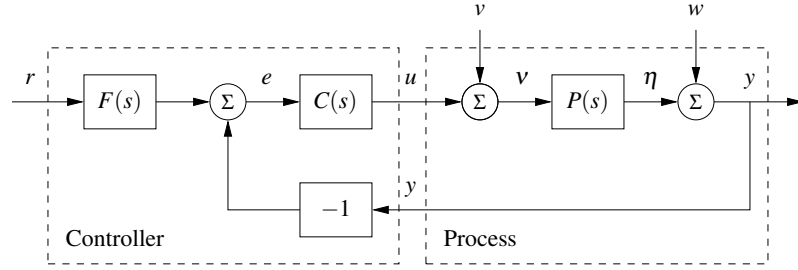 v
w
r
F(s)
Σ
e
C(s)
u
Σ
ν
P(s)
η
Σ
y
−1
y
Controller
Process